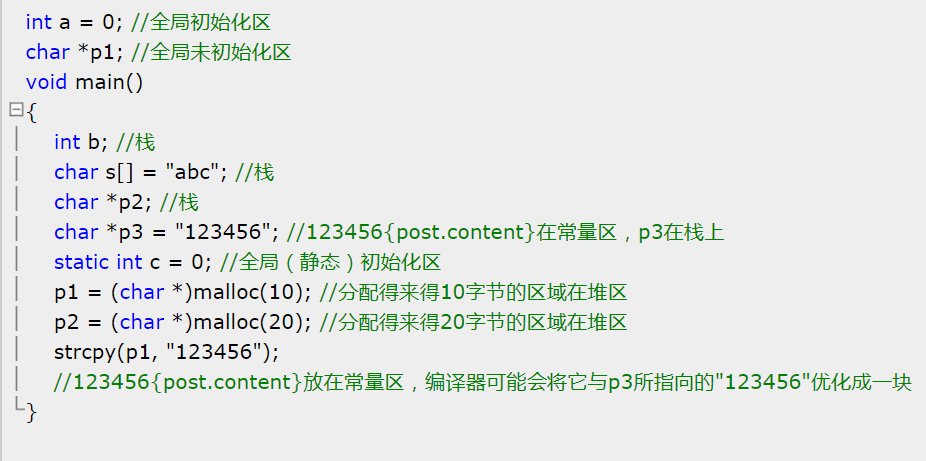 int a = 0; //全局初始化区
char *p1; //全局未初始化区
void main()
{
int b; //栈
char s[] = "abc"; //栈
char *p2; //栈
char *p3 = "123456"; //123456{post.content}在常量区，p3在栈上
static int c = 0; //全局（静态）初始化区
p1 = (char *)malloc(10); //分配得来得10字节的区域在堆区
p2 = (char *)malloc(20); //分配得来得20字节的区域在堆区
strcpy(p1, "123456");
//123456{post.content}放在常量区，编译器可能会将它与p3所指向的"123456"优化成一块
}